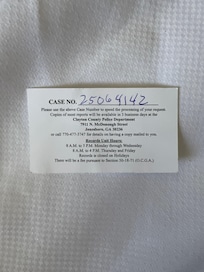 CASE NO. 25064142
Please use the above Case Number to speed the processing of your request.
Copies of most reports will be available in 2 business days at the
Clayton County Police Department
7911 N. McDonough Street
Jonesboro, GA 30236
or call 770-477-3747 for details on having a copy mailed to you.
Records Unit Hours:
8 A.M. to 5 P.M. Monday through Wednesday
8 A.M. to 4 P.M. Thursday and Friday
Records is closed on Holidays
There will be a fee pursuant to Section 50-18-71 (O.C.G.A.)